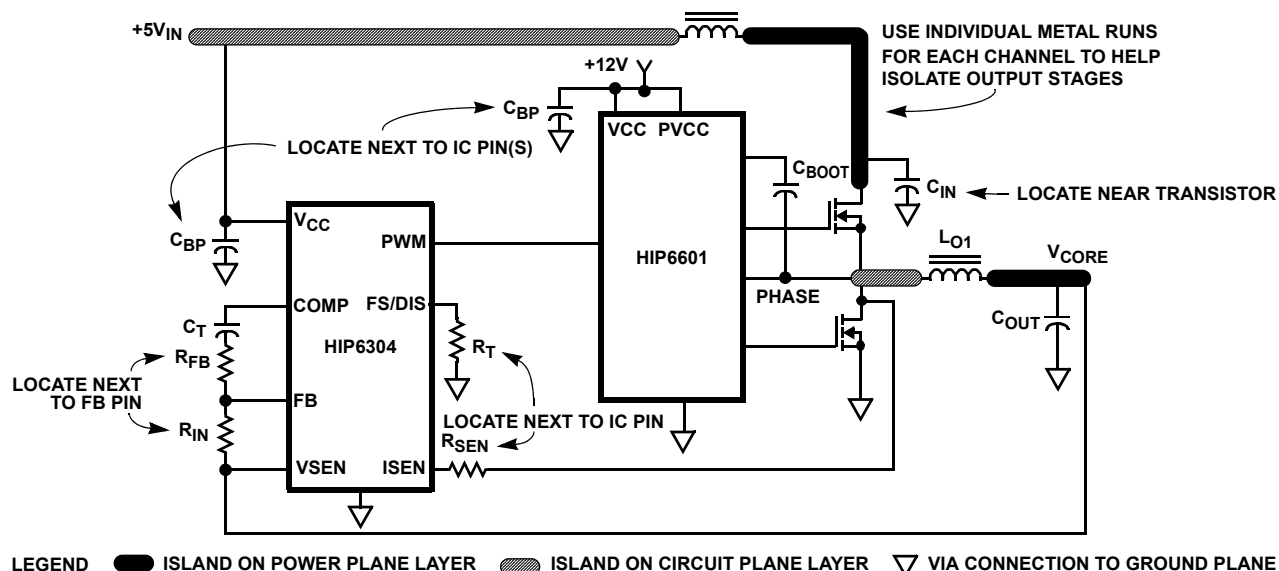 +5VIN
USE INDIVIDUAL METAL RUNS
FOR EACH CHANNEL TO HELP
ISOLATE OUTPUT STAGES
+12V
CBP
VCC PVCC
LOCATE NEXT TO IC PIN(S)
CBOOT
CIN
LOCATE NEAR TRANSISTOR
VCC
CBP
PWM
HIP6601
LO1
VCORE
PHASE
COMP
FS/DIS
COUT
CT
HIP6304
RT
RFB
LOCATE NEXT
TO FB PIN
FB
RIN
LOCATE NEXT TO IC PIN
RSEN
VSEN
ISEN
LEGEND ISLAND ON POWER PLANE LAYER ISLAND ON CIRCUIT PLANE LAYER VIA CONNECTION TO GROUND PLANE